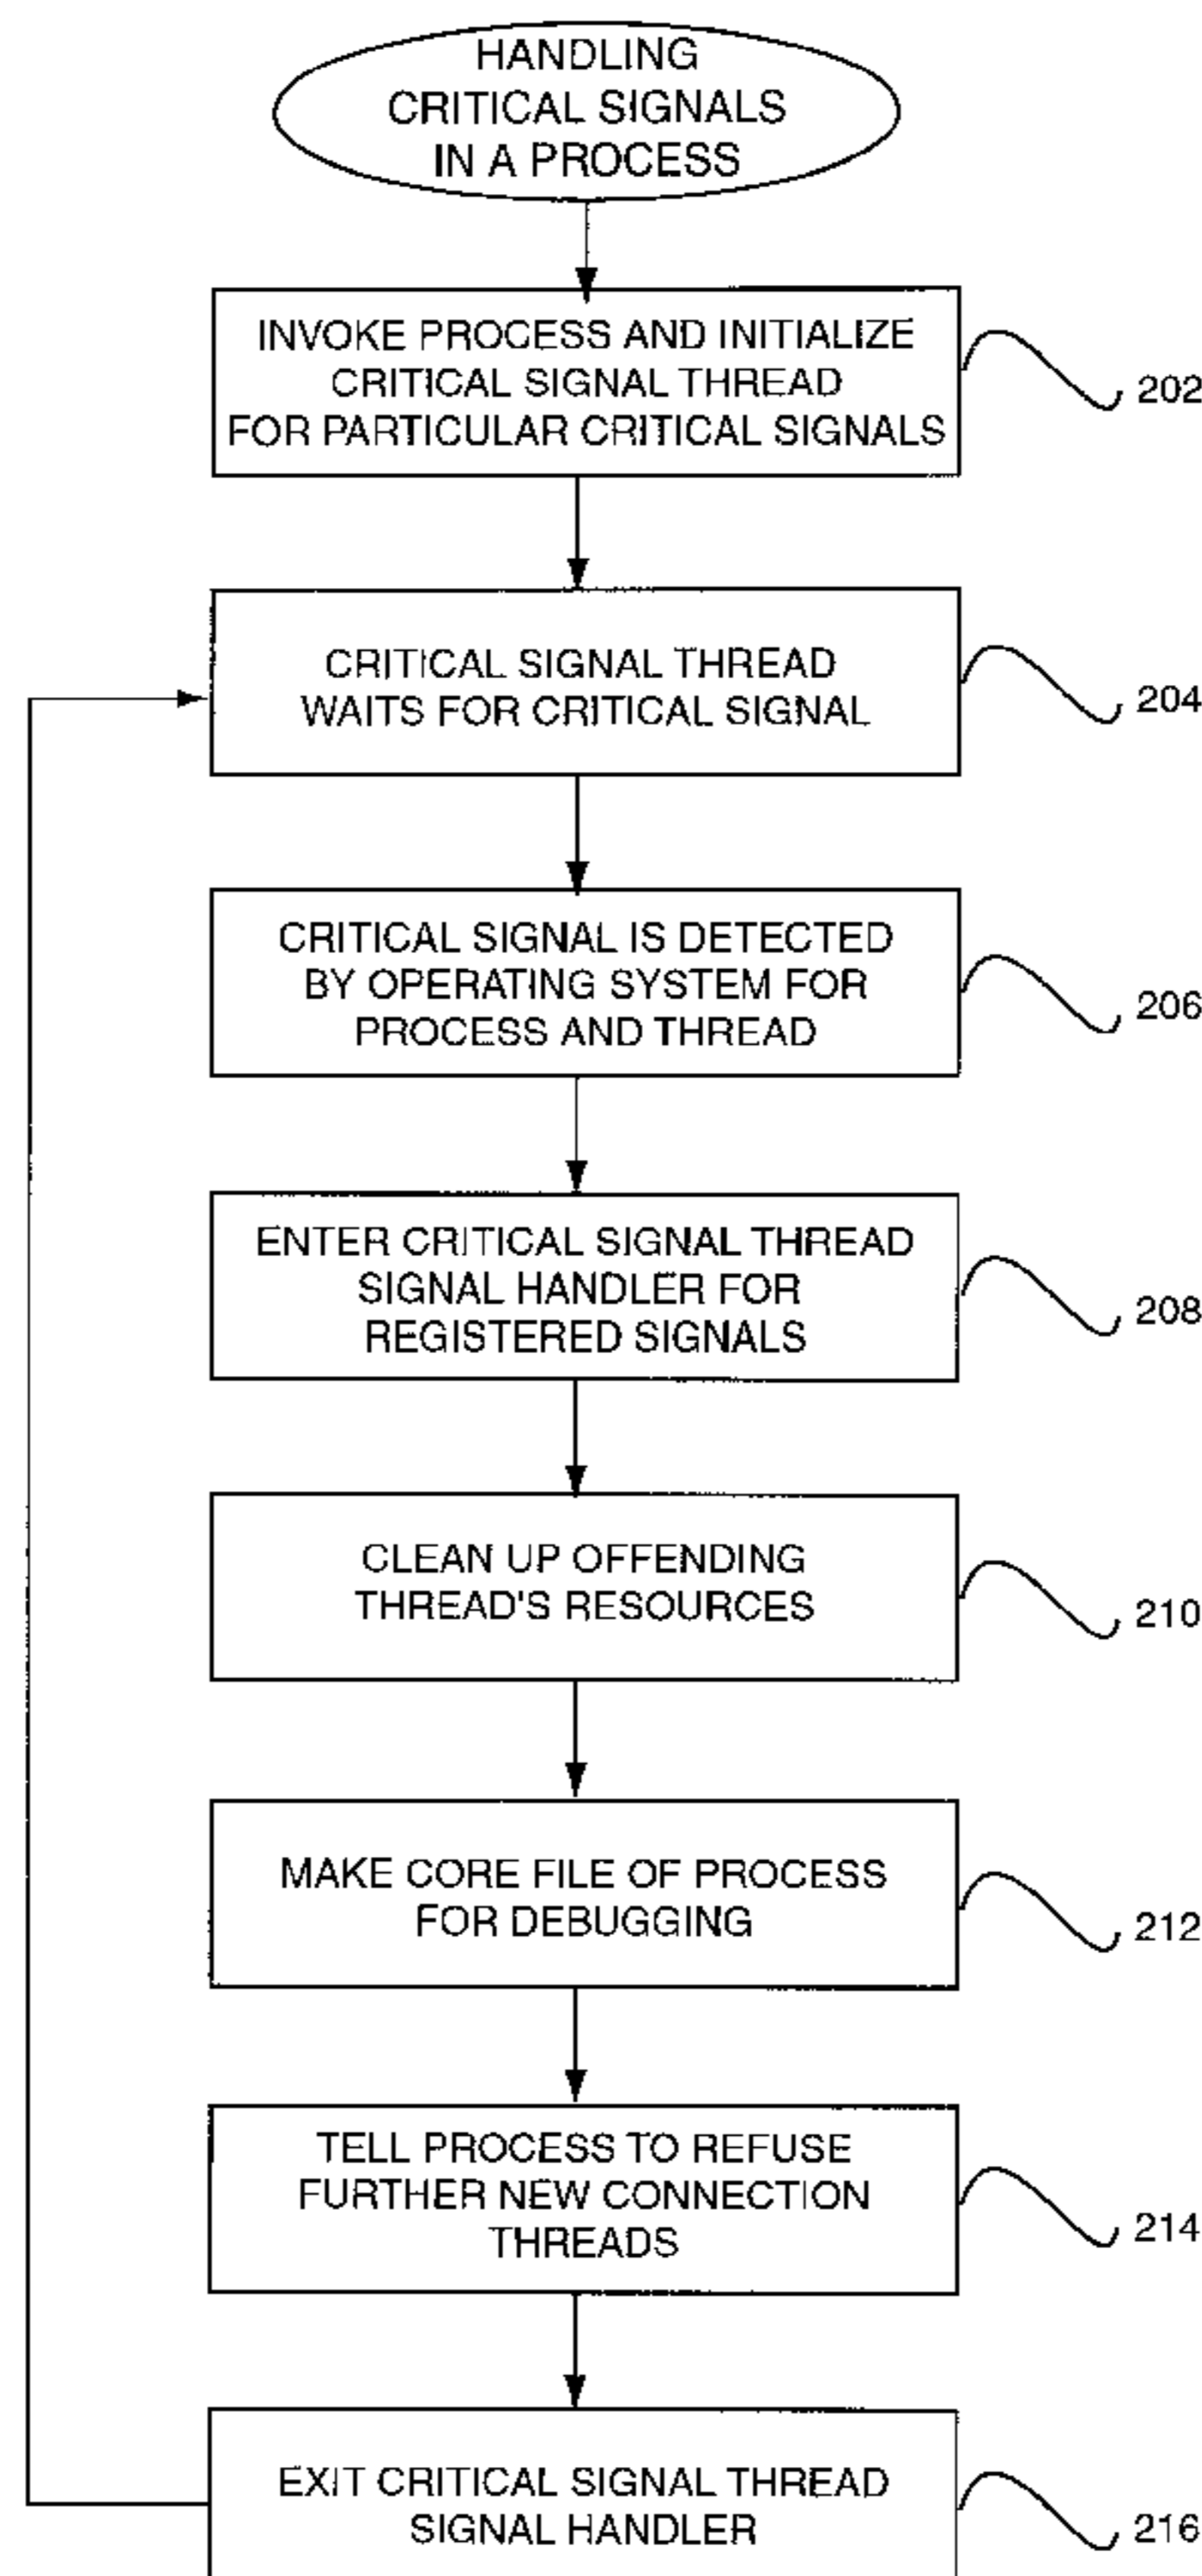 HANDLING
CRITICAL SIGNALS
IN A PROCESS
INVOKE PROCESS AND INITIALIZE
CRITICAL SIGNAL THREAD
FOR PARTICULAR CRITICAL SIGNALS
202
CRITICAL SIGNAL THREAD
WAITS FOR CRITICAL SIGNAL
204
CRITICAL SIGNAL IS DETECTED
BY OPERATING SYSTEM FOR
PROCESS AND THREAD
206
ENTER CRITICAL SIGNAL THREAD
SIGNAL HANDLER FOR
REGISTERED SIGNALS
208
CLEAN UP OFFENDING
THREAD'S RESOURCES
210
MAKE CORE FILE OF PROCESS
FOR DEBUGGING
212
TELL PROCESS TO REFUSE
FURTHER NEW CONNECTION
THREADS
214
EXIT CRITICAL SIGNAL THREAD
SIGNAL HANDLER
216